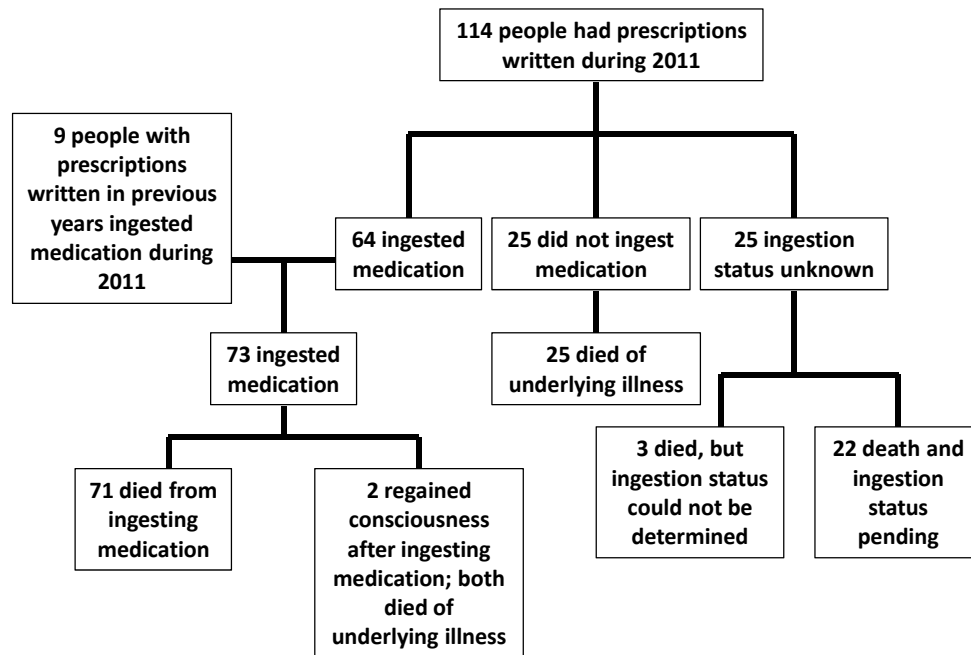 114 people had prescriptions
written during 2011
9 people with
prescriptions
written in previous
years ingested
medication during
2011
64 ingested
medication
25 did not ingest
medication
25 ingestion
status unknown
73 ingested
medication
25 died of
underlying illness
71 died from
ingesting
medication
2 regained
consciousness
after ingesting
medication; both
died of
underlying illness
3 died, but
ingestion status
could not be
determined
22 death and
ingestion
status
pending